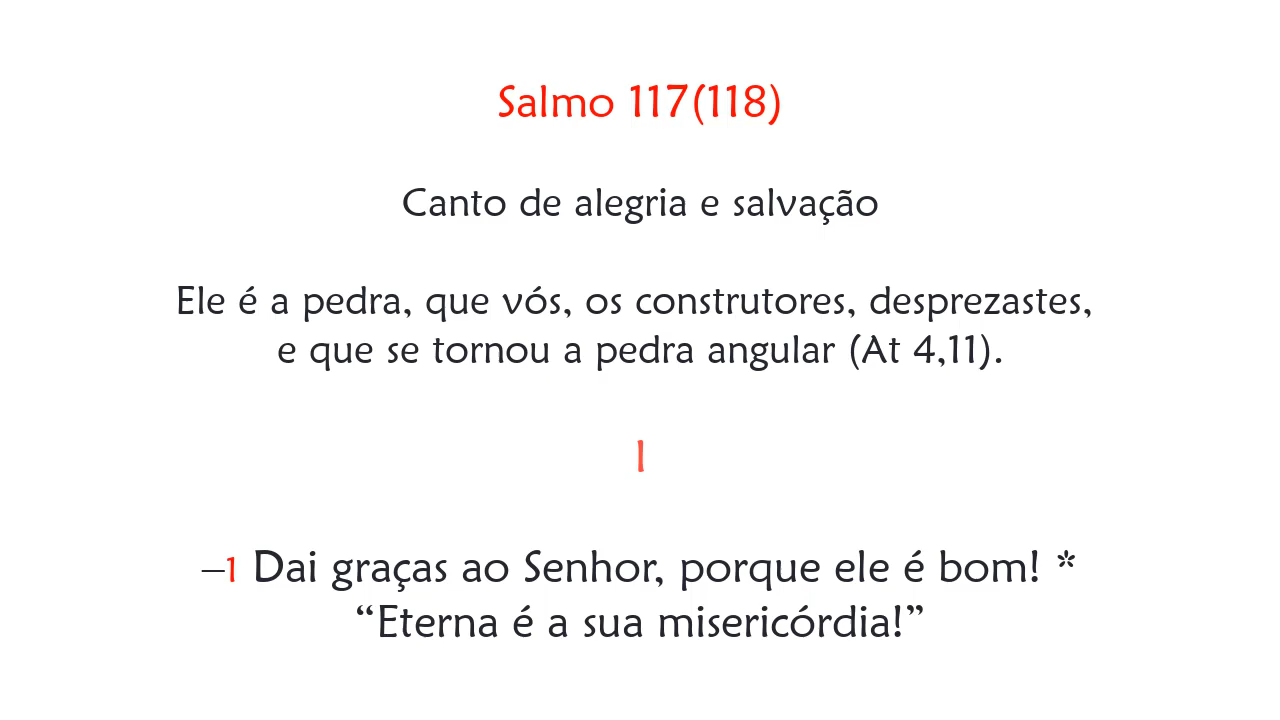 Salmo 117(118)
Canto de alegria e salvação
Ele é a pedra, que vós, os construtores, desprezastes,
e que se tornou a pedra angular (At 4,11).
I
–1 Dai graças ao Senhor, porque ele é bom! *
“Eterna é a sua misericórdia!”